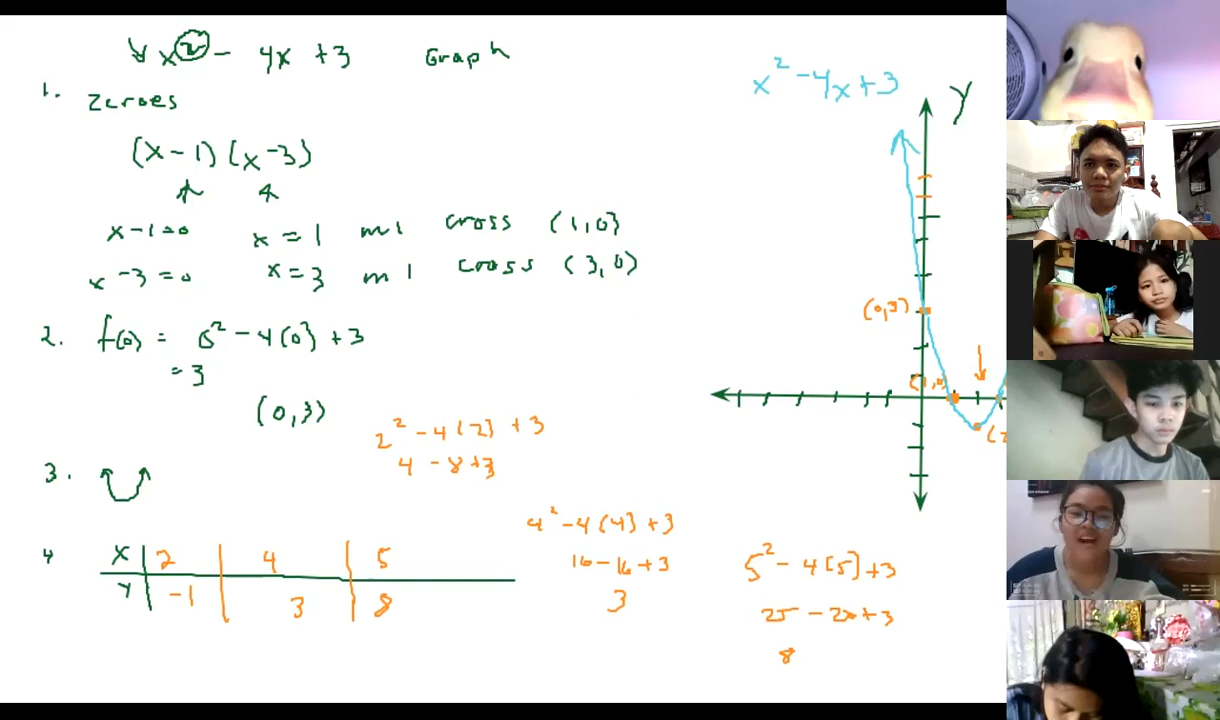 x² - 4x + 3 Graph
1. Zeroes
(x - 1) (x - 3)
x - 1 = 0 x = 1 m 1 cross (1, 0)
x - 3 = 0 x = 3 m 1 cross (3, 0)
2. f(0) = 0² - 4(0) + 3
= 3
(0, 3)
3.
4 X 2 4 5
Y -1 3 8
2² - 4(2) + 3
4 - 8 + 3
4² - 4(4) + 3
16 - 16 + 3
3
5² - 4(5) + 3
25 - 20 + 3
8
x² - 4x + 3
Y
(0,3)
(1,0)
(2